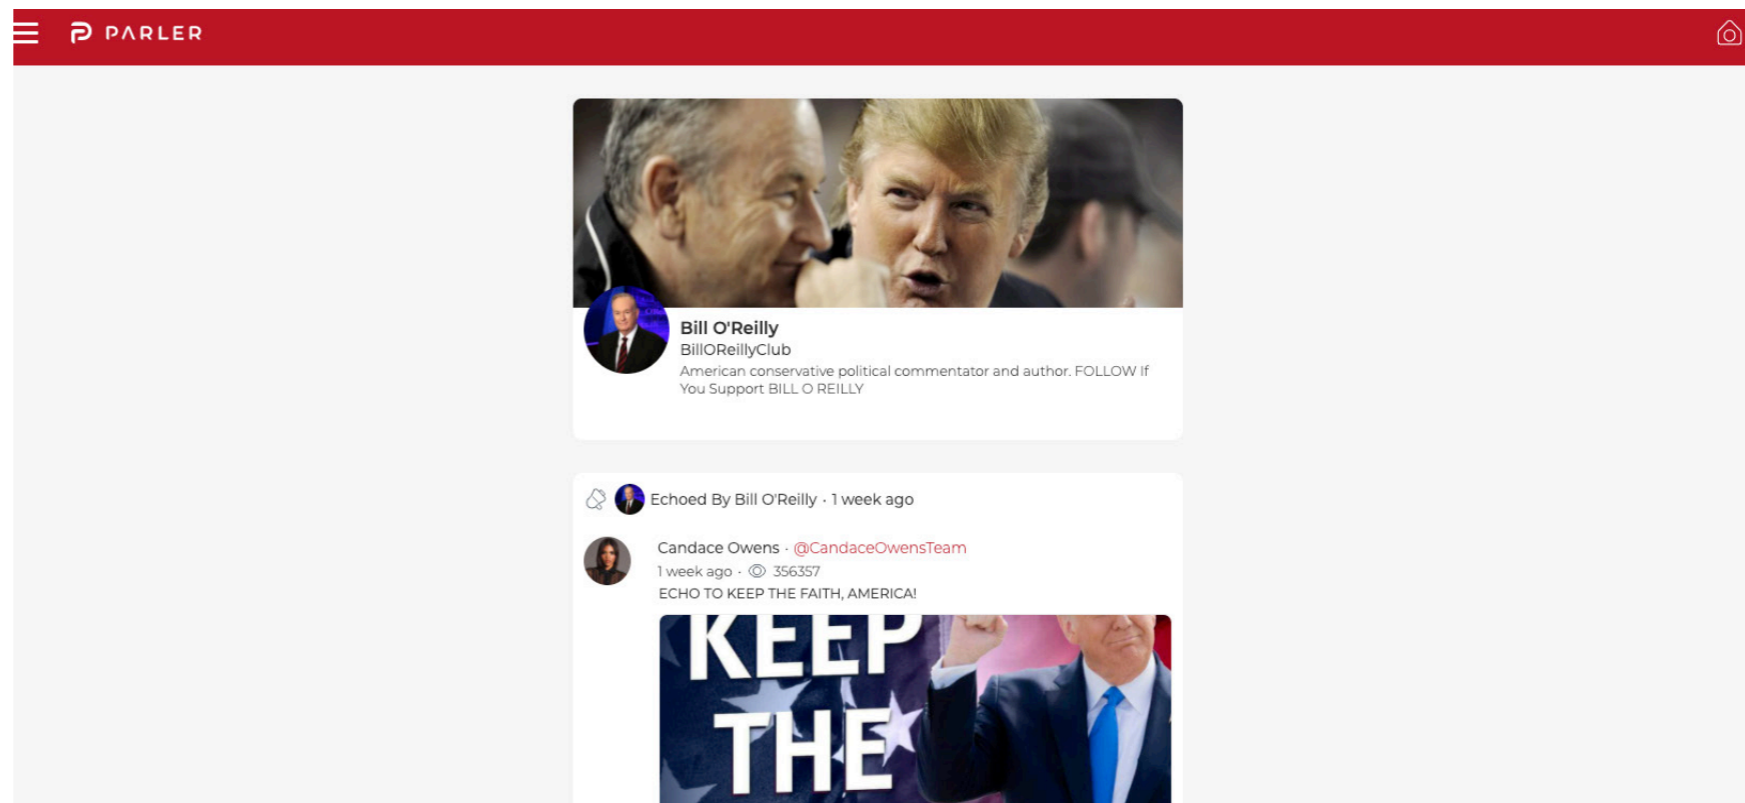 PARLER
Bill O'Reilly
BillOReillyClub
American conservative political commentator and author. FOLLOW If
You Support BILL O REILLY
Echoed By Bill O'Reilly · 1 week ago
Candace Owens · @CandaceOwensTeam
1 week ago · 356357
ECHO TO KEEP THE FAITH, AMERICA!
KEEP
THE